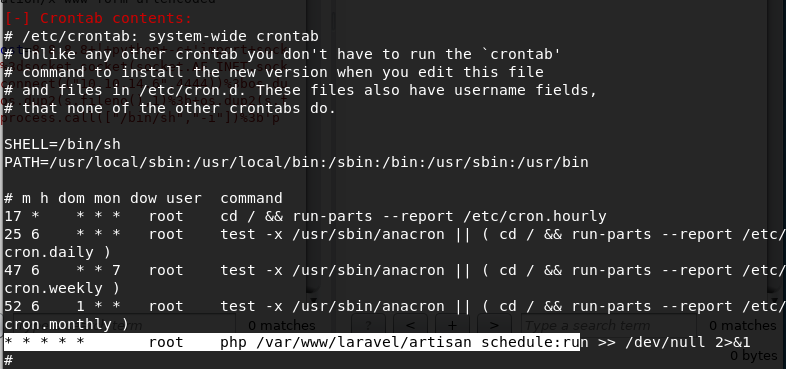 [-] Crontab contents:
# /etc/crontab: system-wide crontab
# Unlike any other crontab you don't have to run the `crontab'
# command to install the new version when you edit this file
# and files in /etc/cron.d. These files also have username fields,
# that none of the other crontabs do.
SHELL=/bin/sh
PATH=/usr/local/sbin:/usr/local/bin:/sbin:/bin:/usr/sbin:/usr/bin
# m h dom mon dow user  command
17 *    * * *   root    cd / && run-parts --report /etc/cron.hourly
25 6    * * *   root    test -x /usr/sbin/anacron || ( cd / && run-parts --report /etc/
cron.daily )
47 6    * * 7   root    test -x /usr/sbin/anacron || ( cd / && run-parts --report /etc/
cron.weekly )
52 6    1 * *   root    test -x /usr/sbin/anacron || ( cd / && run-parts --report /etc/
cron.monthly )
term 0 matches ? < + > Type a search term 0 matches
* * * * *       root    php /var/www/laravel/artisan schedule:run >> /dev/null 2>&1
0 bytes
#